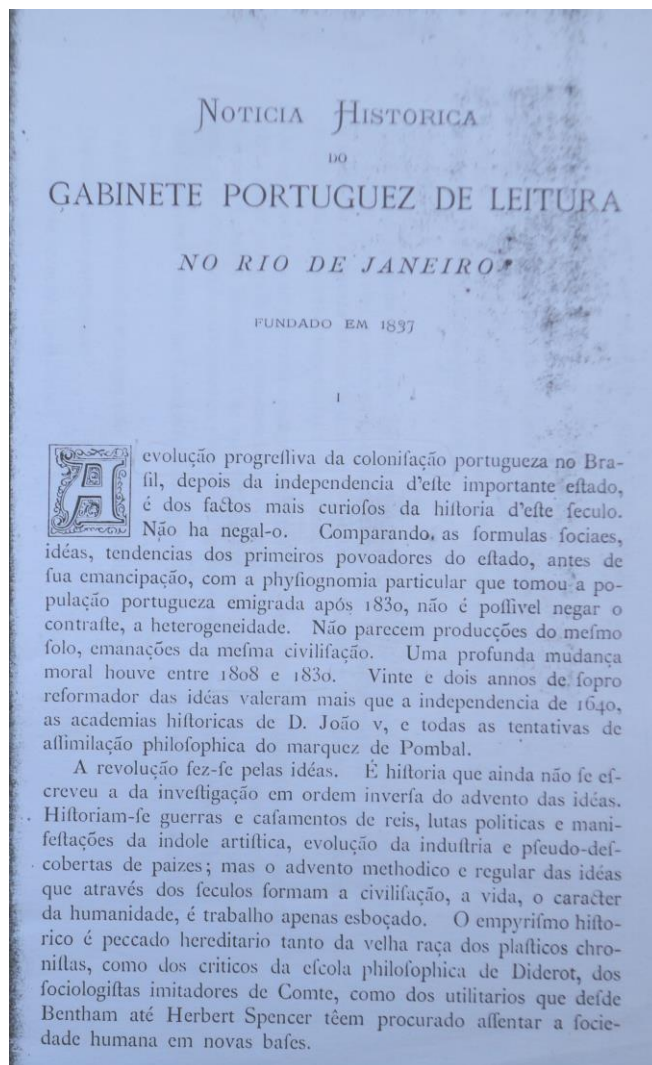 NOTICIA HISTORICA
DO
GABINETE PORTUGUEZ DE LEITURA
NO RIO DE JANEIRO
FUNDADO EM 1837
I
A evolução progreſſiva da coloniſação portugueza no Bra-
ſil, depois da independencia d'eſte importante eſtado,
é dos factos mais curioſos da hiſtoria d'eſte ſeculo.
Não ha negal-o. Comparando as formulas ſociaes,
idéas, tendencias dos primeiros povoadores do eſtado, antes de
ſua emancipação, com a phyſiognomia particular que tomou a po-
pulação portugueza emigrada após 1830, não é poſſivel negar o
contraſte, a heterogeneidade. Não parecem producções do meſmo
ſolo, emanações da meſma civiliſação. Uma profunda mudança
moral houve entre 1808 e 1830. Vinte e dois annos de ſopro
reformador das idéas valeram mais que a independencia de 1640,
as academias hiſtoricas de D. João v, e todas as tentativas de
aſſimilação philoſophica do marquez de Pombal.
A revolução fez-ſe pelas idéas. É hiſtoria que ainda não ſe eſ-
creveu a da inveſtigação em ordem inverſa do advento das idéas.
Hiſtoriam-ſe guerras e caſamentos de reis, lutas politicas e mani-
feſtações da indole artiſtica, evolução da induſtria e pſeudo-deſ-
cobertas de paizes; mas o advento methodico e regular das idéas
que através dos ſeculos formam a civiliſação, a vida, o caracter
da humanidade, é trabalho apenas esboçado. O empyriſmo hiſto-
rico é peccado hereditario tanto da velha raça dos plaſticos chro-
niſtas, como dos criticos da eſcola philoſophica de Diderot, dos
ſociologiſtas imitadores de Comte, como dos utilitarios que deſde
Bentham até Herbert Spencer têem procurado aſſentar a ſocie-
dade humana em novas baſes.